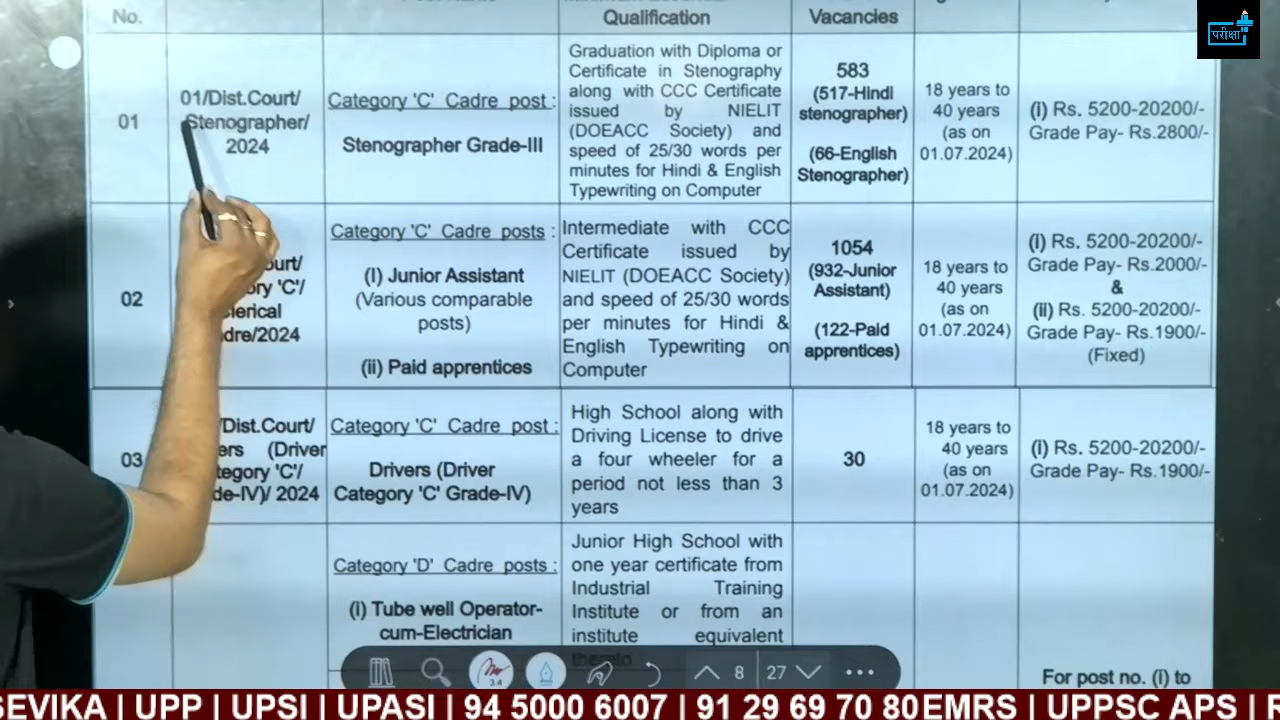 No.
Qualification
Vacancies
परीक्षा
01
01/Dist.Court/
Stenographer/
2024
Category 'C' Cadre post :
Stenographer Grade-III
Graduation with Diploma or
Certificate in Stenography
along with CCC Certificate
issued by NIELIT
(DOEACC Society) and
speed of 25/30 words per
minutes for Hindi & English
Typewriting on Computer
583
(517-Hindi
stenographer)
(66-English
Stenographer)
18 years to
40 years
(as on
01.07.2024)
(i) Rs. 5200-20200/-
Grade Pay- Rs.2800/-
02
ourt/
ory 'C'/
lerical
dre/2024
Category 'C' Cadre posts :
(I) Junior Assistant
(Various comparable
posts)
(ii) Paid apprentices
Intermediate with CCC
Certificate issued by
NIELIT (DOEACC Society)
and speed of 25/30 words
per minutes for Hindi &
English Typewriting on
Computer
1054
(932-Junior
Assistant)
(122-Paid
apprentices)
18 years to
40 years
(as on
01.07.2024)
(i) Rs. 5200-20200/-
Grade Pay- Rs.2000/-
&
(ii) Rs. 5200-20200/-
Grade Pay- Rs.1900/-
(Fixed)
03
/Dist.Court/
ers (Driver
tegory 'C'/
de-IV)/ 2024
Category 'C' Cadre post :
Drivers (Driver
Category 'C' Grade-IV)
High School along with
Driving License to drive
a four wheeler for a
period not less than 3
years
30
18 years to
40 years
(as on
01.07.2024)
(i) Rs. 5200-20200/-
Grade Pay- Rs.1900/-
Category 'D' Cadre posts :
(i) Tube well Operator-
cum-Electrician
Junior High School with
one year certificate from
Industrial Training
Institute or from an
institute equivalent
thereto
For post no. (i) to
3.4
8 27
SEVIKA | UPP | UPSI | UPASI | 94 5000 6007 | 91 29 69 70 80 EMRS | UPPSC APS | R